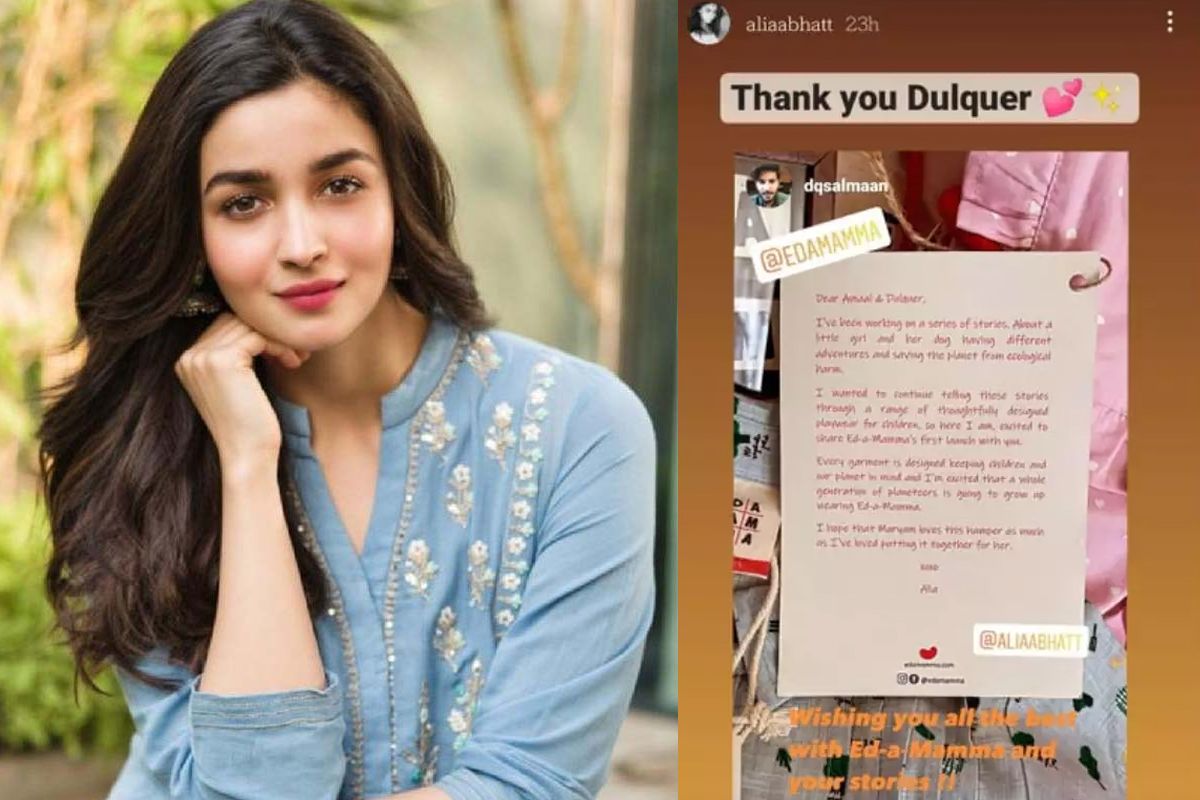 aliaabhatt 23h
Thank you Dulquer 💕✨
dqsalmaan
@EDAMAMMA
Dear Amaal & Dulquer,
I've been working on a series of stories. About a
little girl and her dog having different
adventures and saving the planet from ecological
harm.
I wanted to continue telling these stories
through a range of thoughtfully designed
playwear for children, so here I am, excited to
share Ed-a-Mamma's first launch with you.
Every garment is designed keeping children and
our planet in mind and I'm excited that a whole
generation of planeteers is going to grow up
wearing Ed-a-Mamma.
I hope that Maryam loves this hamper as much
as I've loved putting it together for her.
xoxo
Alia
@ALIAABHATT
edamamma.com
@edamamma
Wishing you all the best
with Ed-a-Mamma and
your stories !!